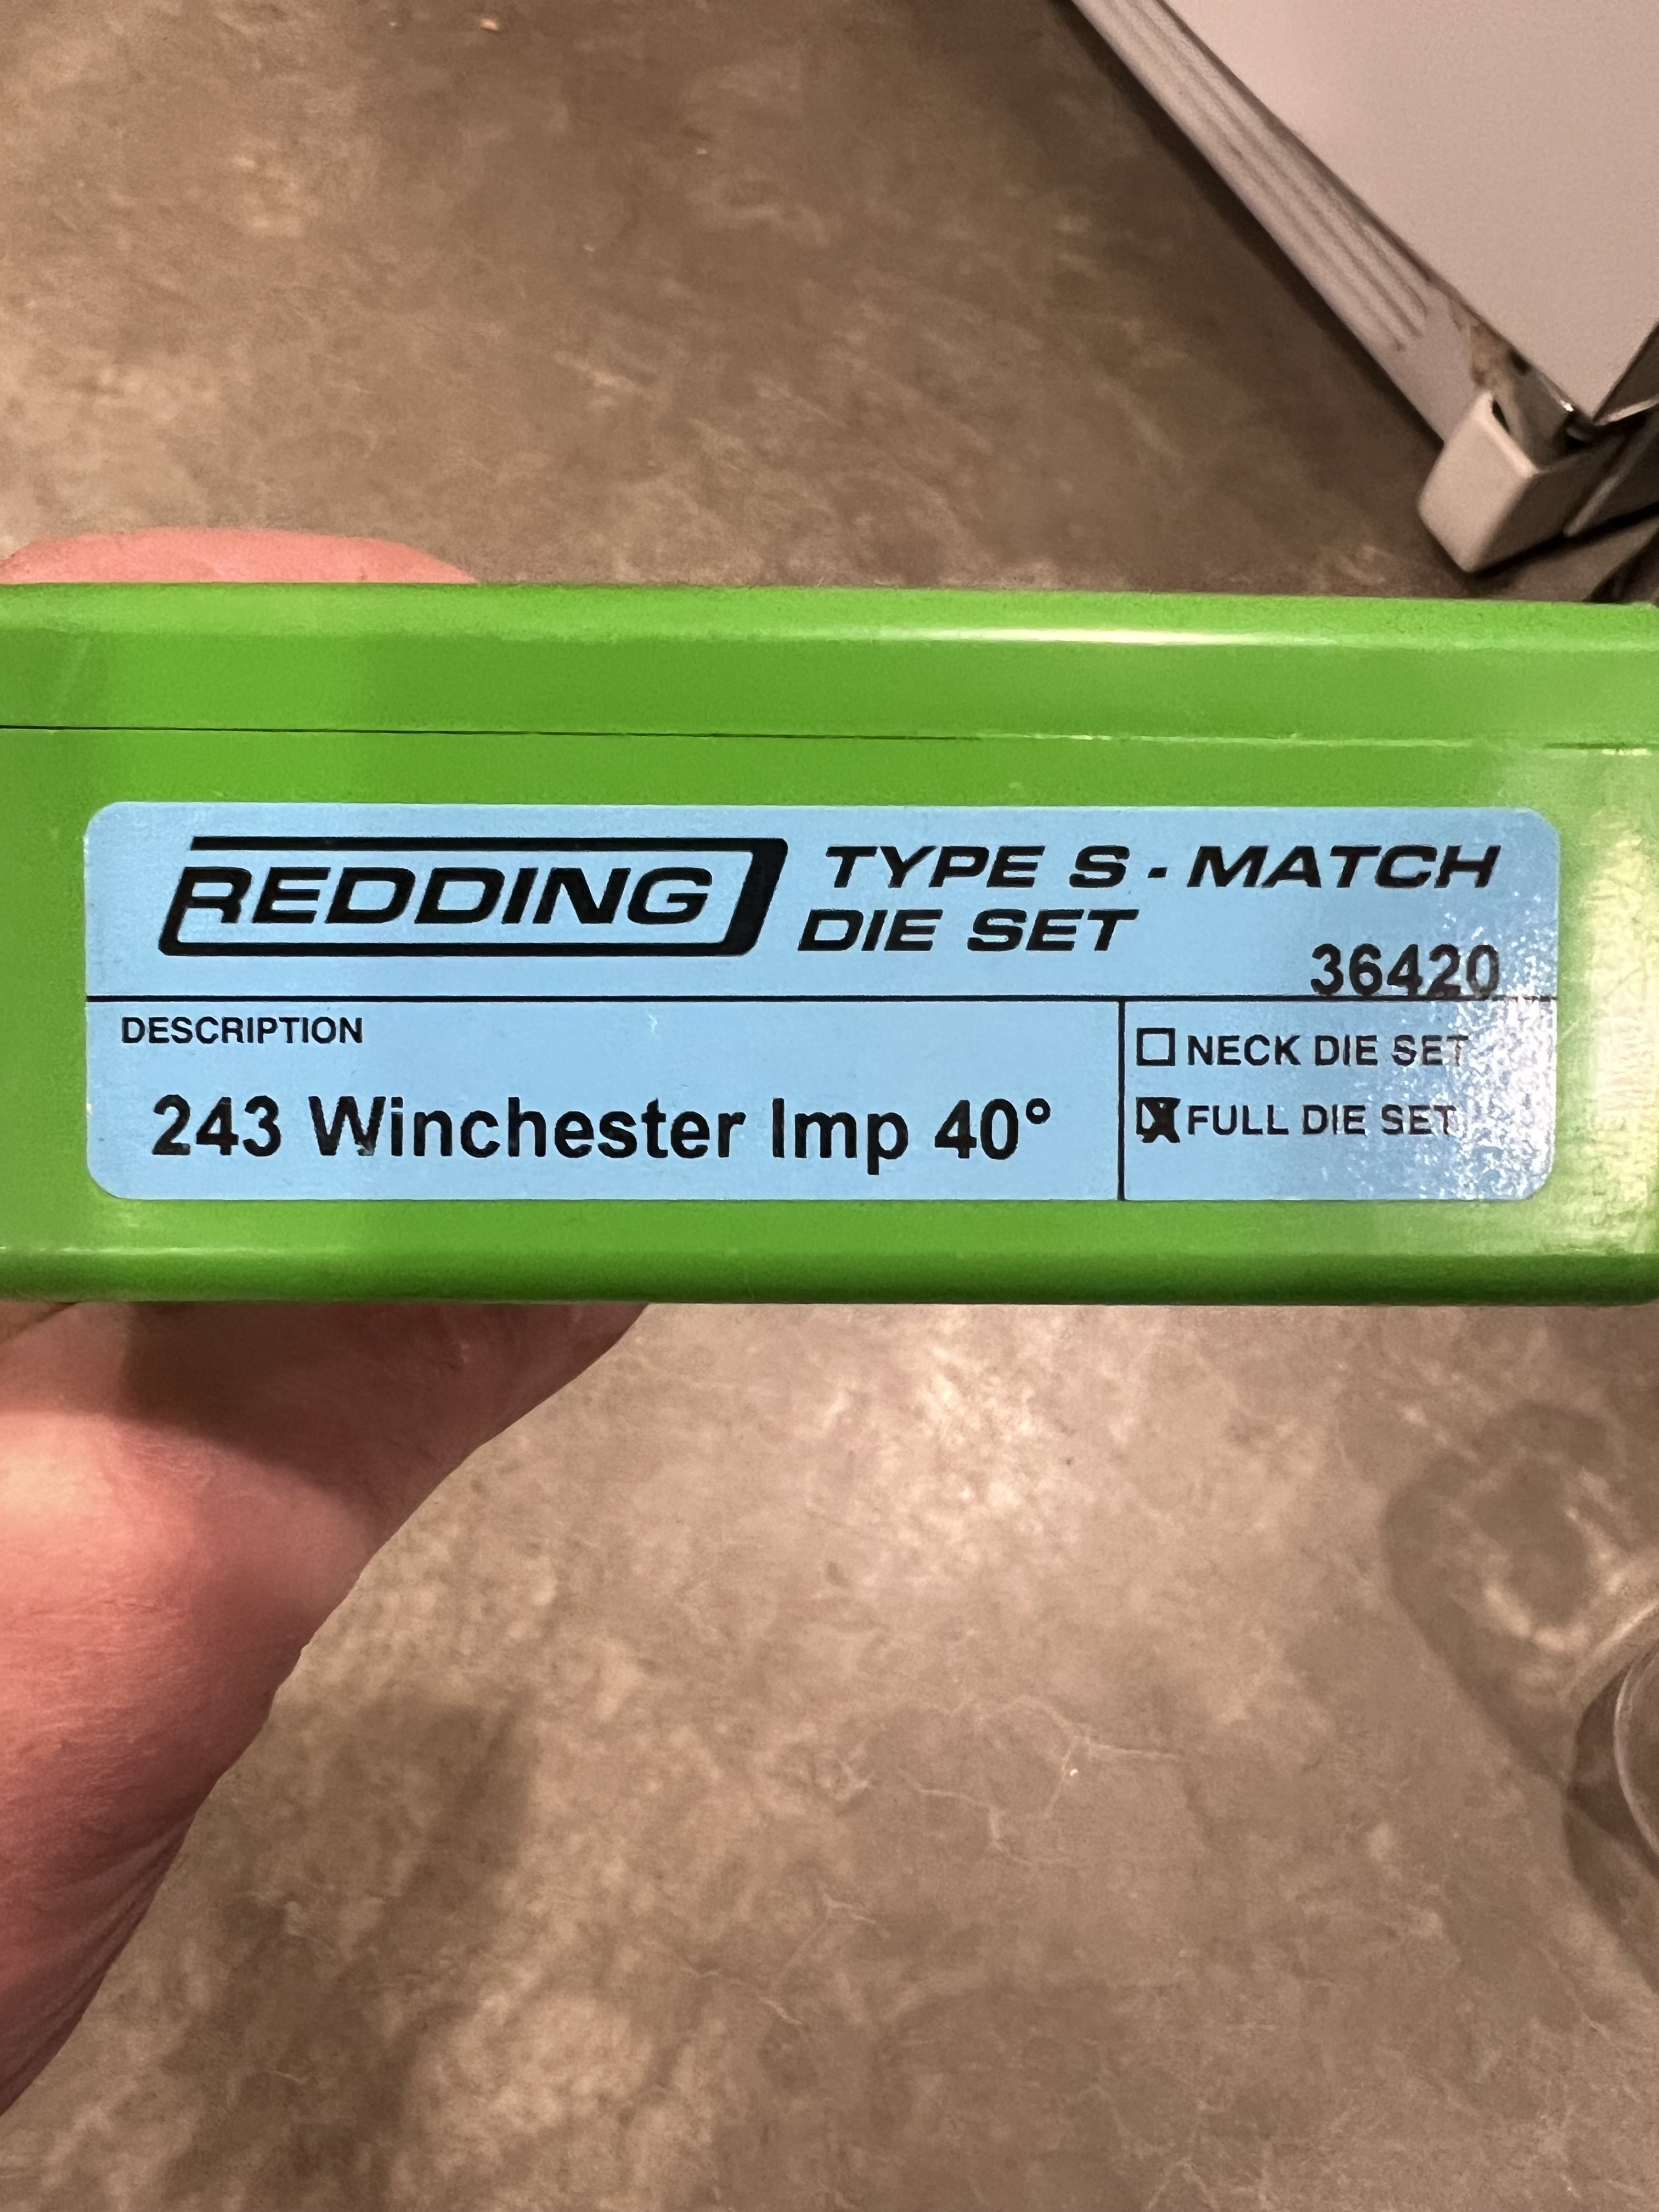 REDDING TYPE S - MATCH
DIE SET
36420
DESCRIPTION
243 Winchester Imp 40°
NECK DIE SET
FULL DIE SET